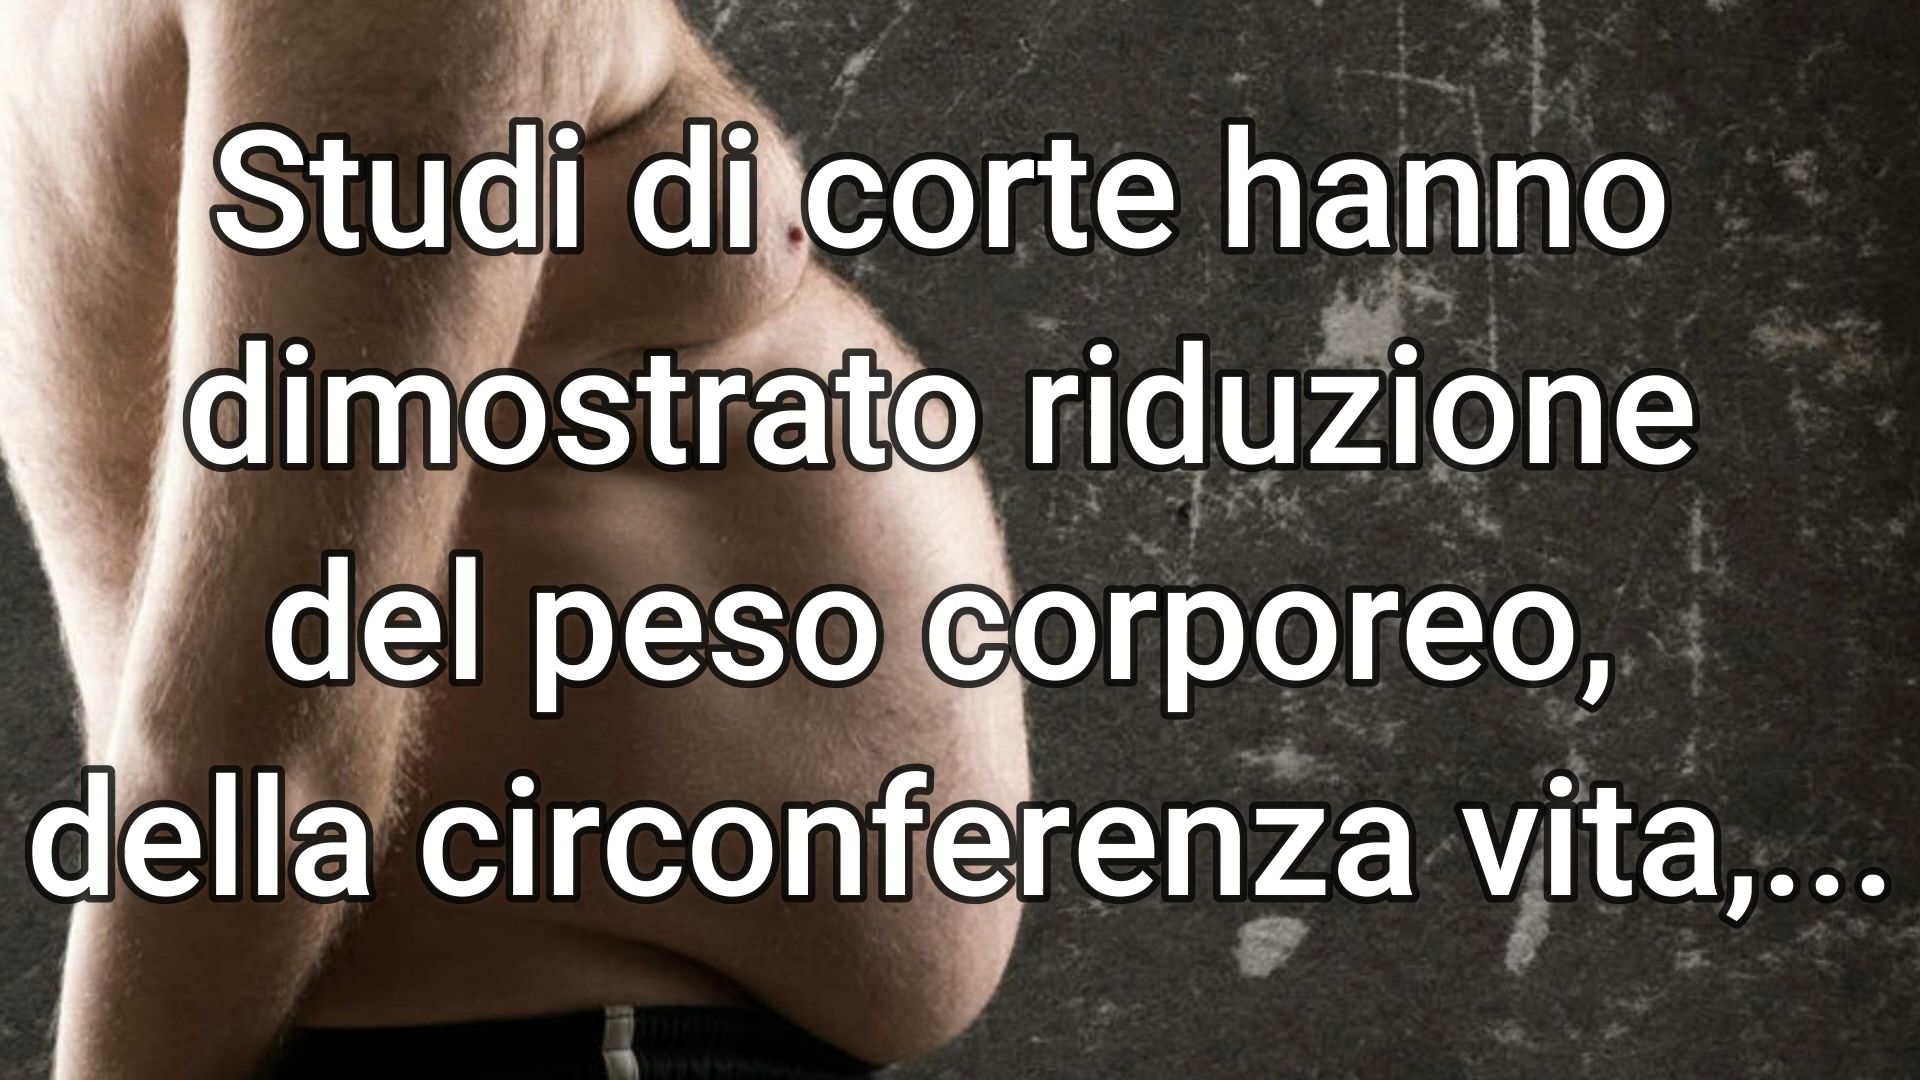 Studi di corte hanno
dimostrato riduzione
del peso corporeo,
della circonferenza vita,...